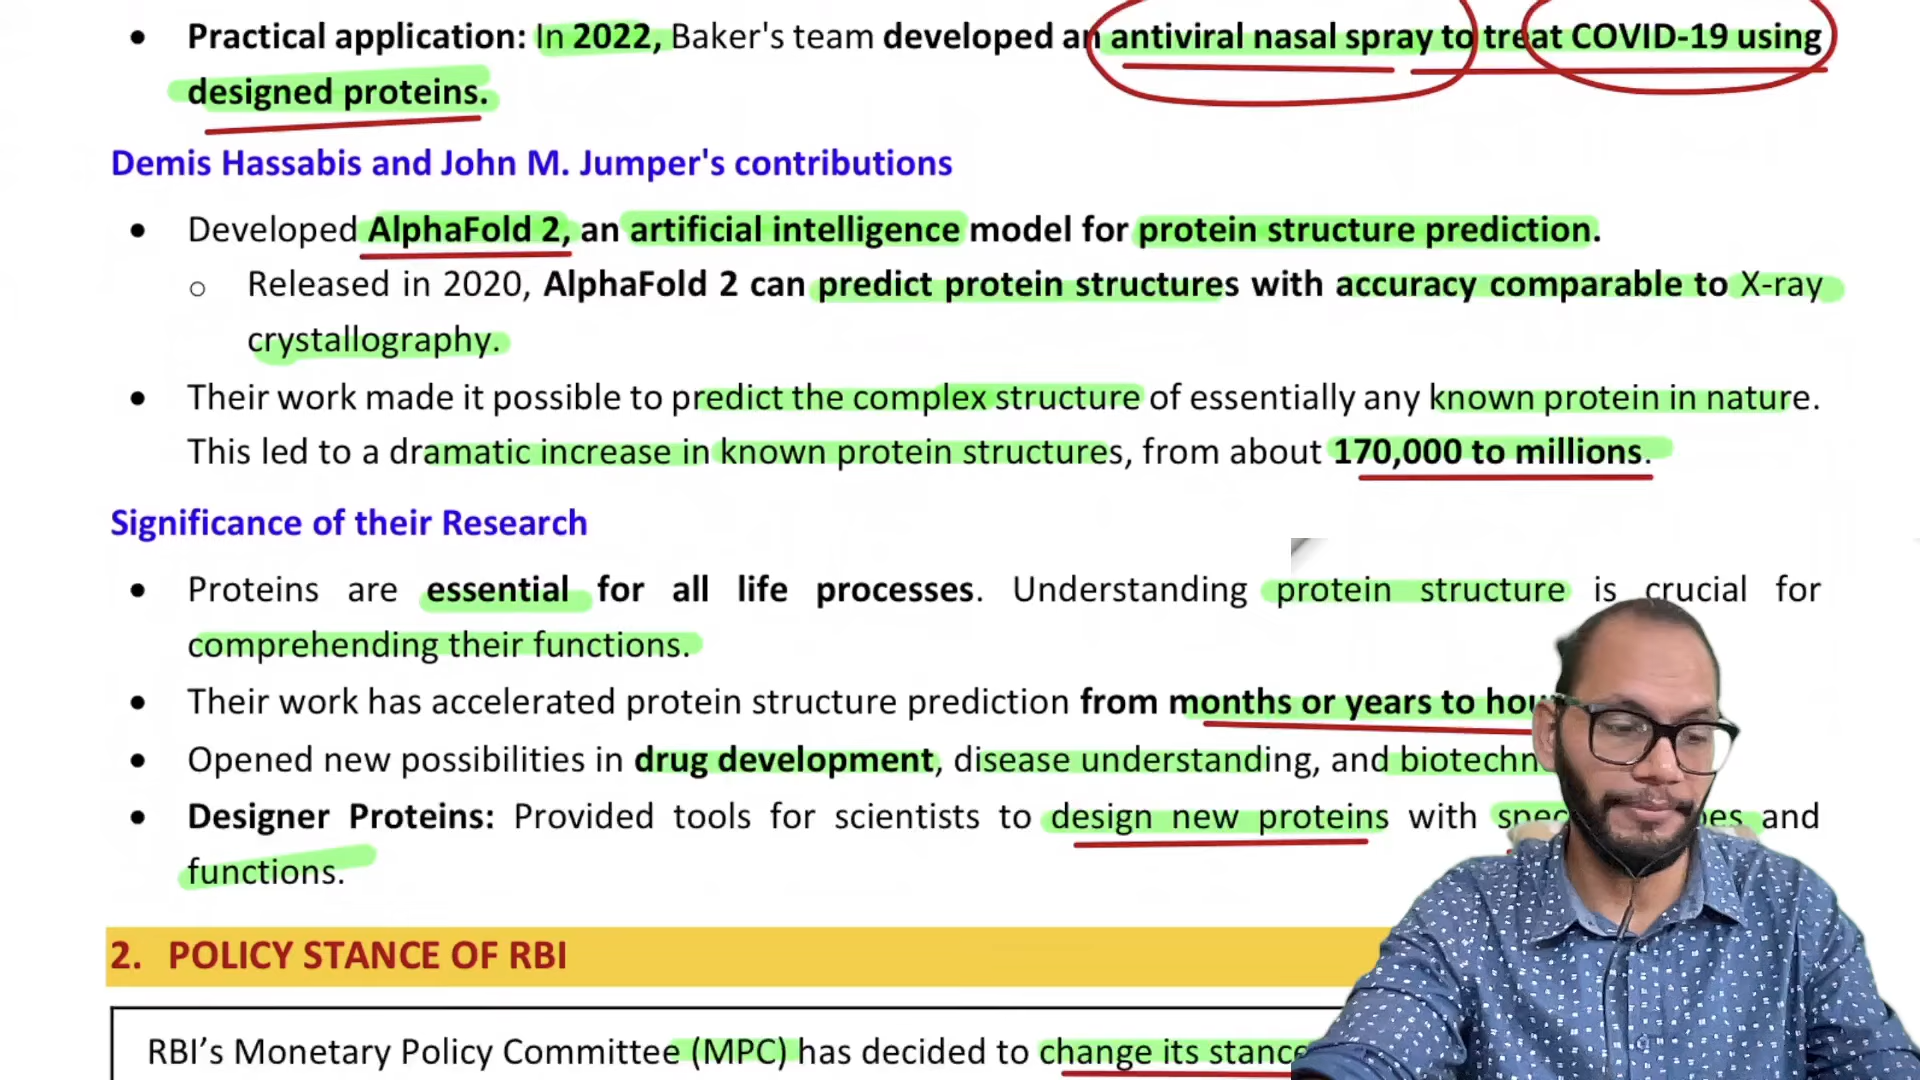 • Practical application: In 2022, Baker's team developed an antiviral nasal spray to treat COVID-19 using
designed proteins.
Demis Hassabis and John M. Jumper's contributions
• Developed AlphaFold 2, an artificial intelligence model for protein structure prediction.
o Released in 2020, AlphaFold 2 can predict protein structures with accuracy comparable to X-ray
crystallography.
• Their work made it possible to predict the complex structure of essentially any known protein in nature.
This led to a dramatic increase in known protein structures, from about 170,000 to millions.
Significance of their Research
• Proteins are essential for all life processes. Understanding protein structure is crucial for
comprehending their functions.
• Their work has accelerated protein structure prediction from months or years to
• Opened new possibilities in drug development, disease understanding, and
• Designer Proteins: Provided tools for scientists to design new proteins with and
functions.
2. POLICY STANCE OF RBI
RBI’s Monetary Policy Committee (MPC) has decided to change its stance